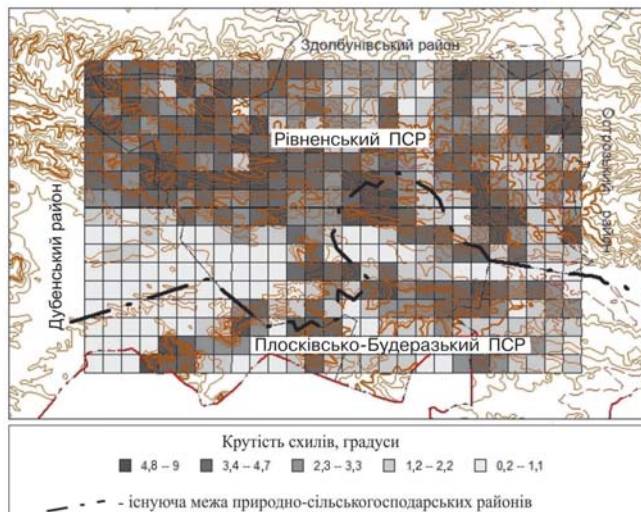 Здолбунівський район
Рівненський ПСР
Острозький район
Дубенський район
Плосківсько-Будеразький ПСР
Крутість схилів, градуси
4,8 -- 9 3,4 -- 4,7 2,3 -- 3,3 1,2 -- 2,2 0,2 -- 1,1
- існуюча межа природно-сільськогосподарських районів